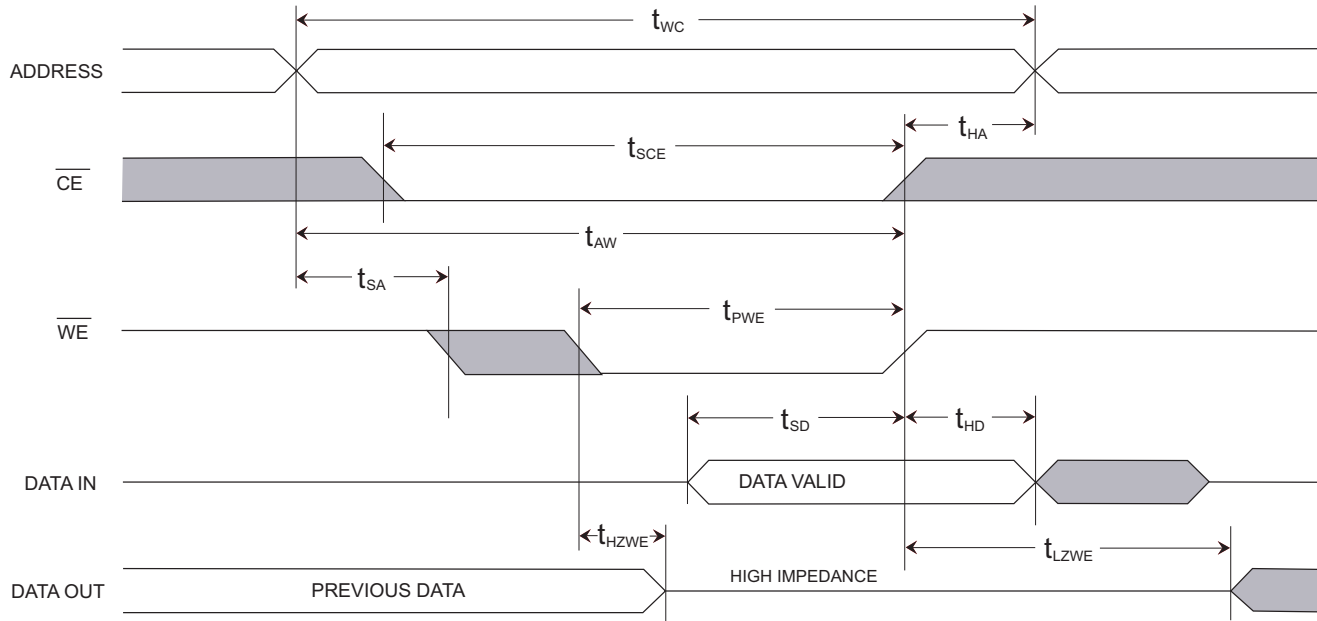 tWC
ADDRESS
tHA
tSCE
CE
tAW
tSA
tPWE
WE
tSD
tHD
DATA IN
DATA VALID
tHZWE
tLZWE
HIGH IMPEDANCE
DATA OUT
PREVIOUS DATA